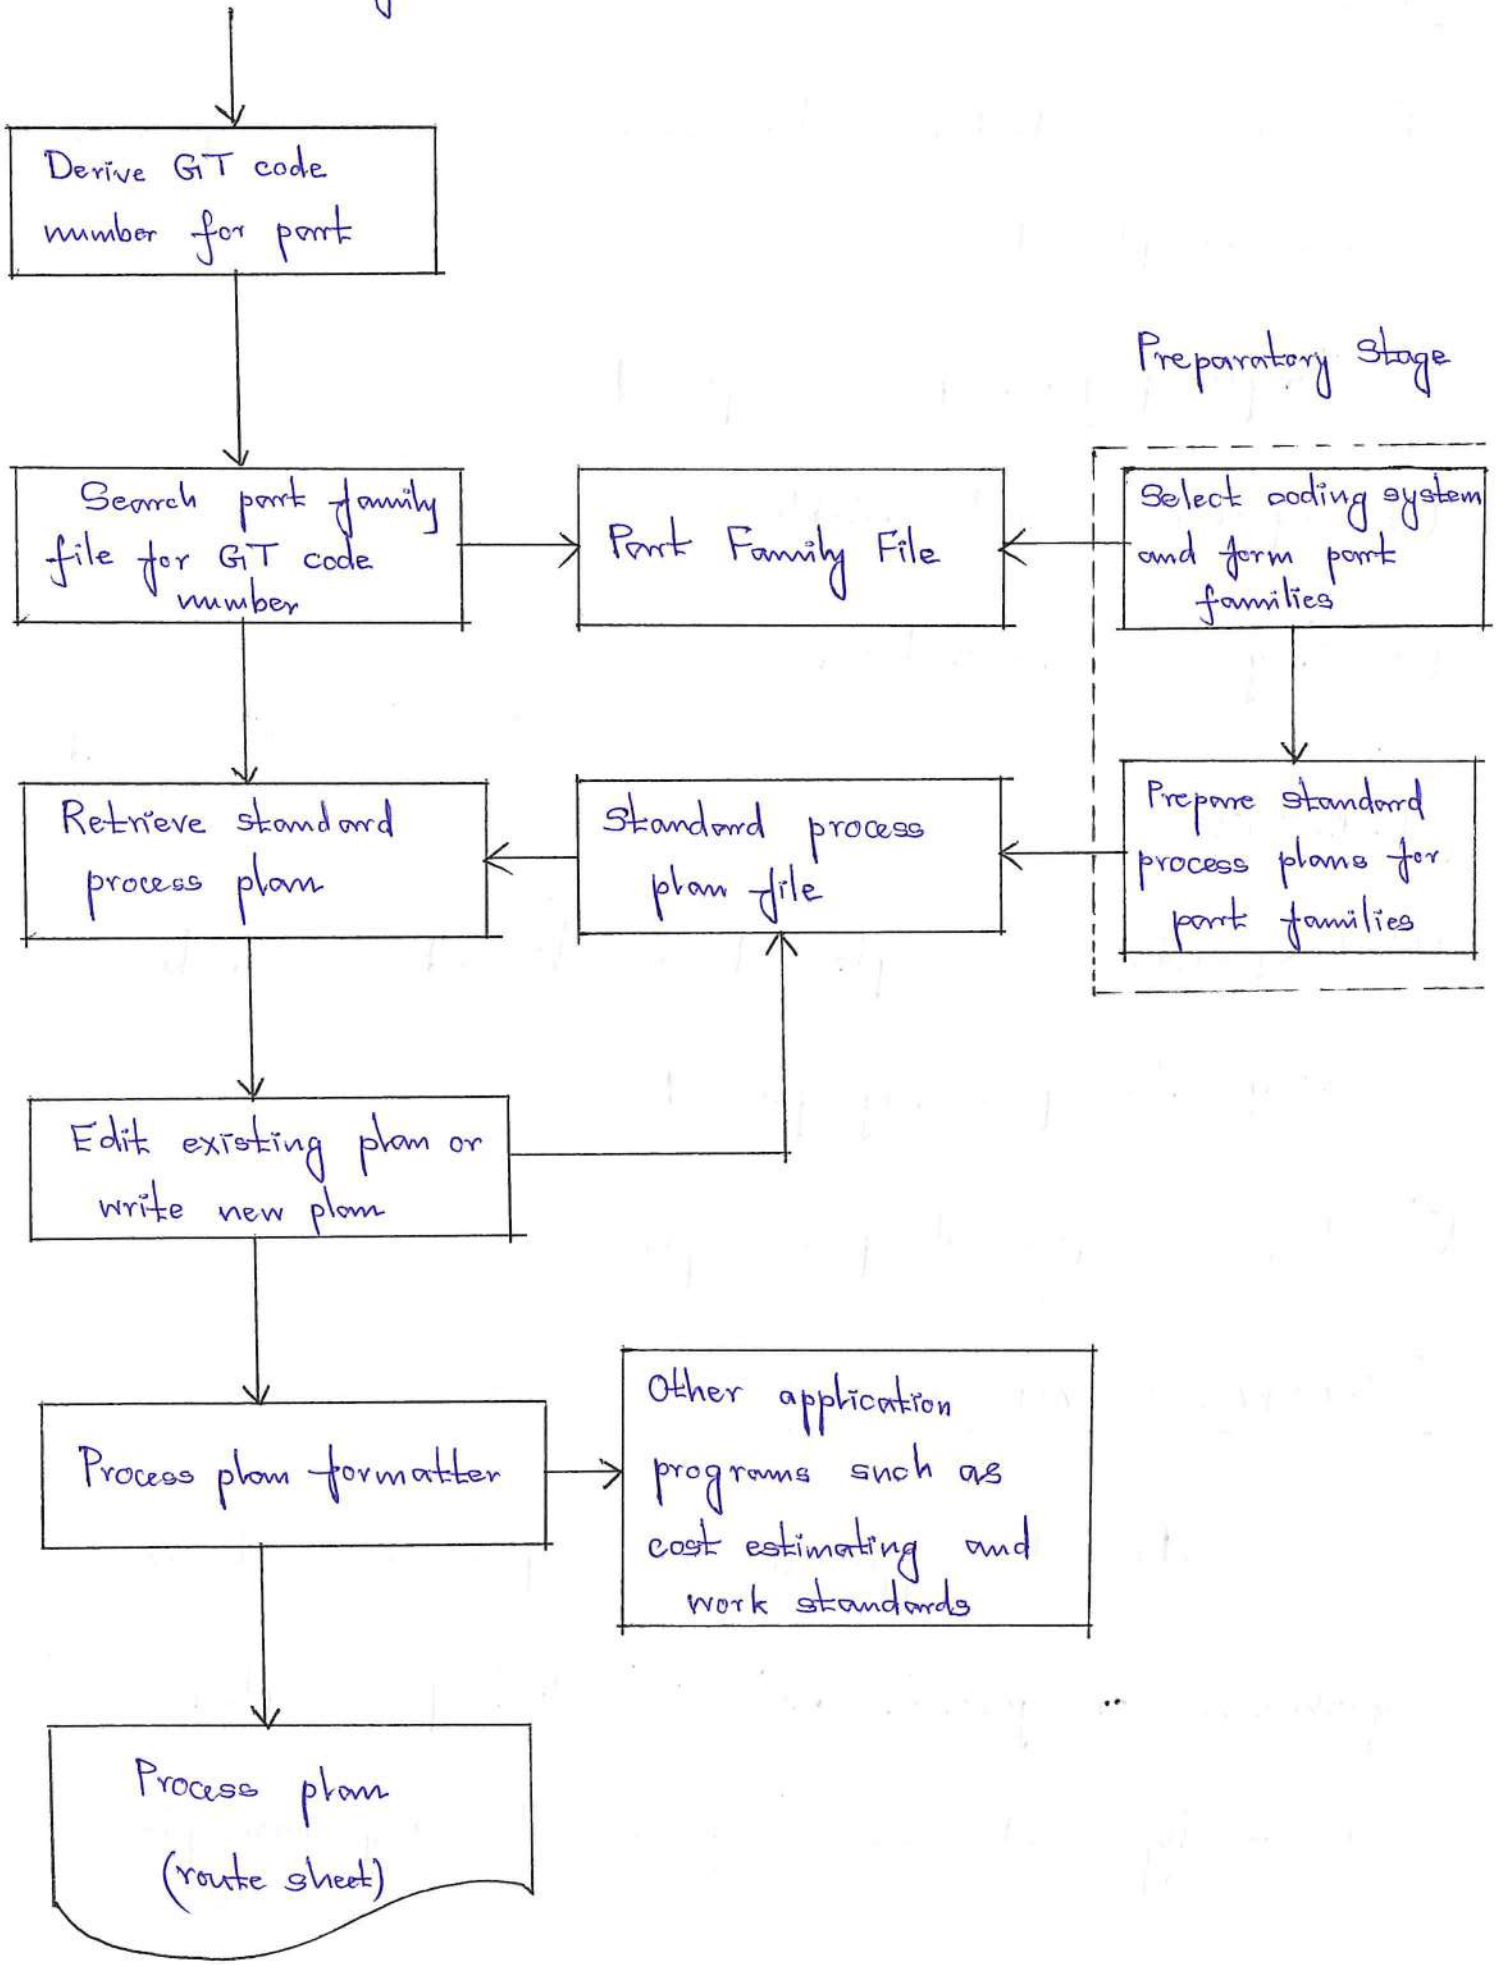 Derive GT code
number for part
Preparatory Stage
Search part family
file for GT code
number
Part Family File
Select coding system
and form part
families
Retrieve standard
process plan
Standard process
plan file
Prepare standard
process plans for
part families
Edit existing plan or
write new plan
Process plan formatter
Other application
programs such as
cost estimating and
work standards
Process plan
(route sheet)